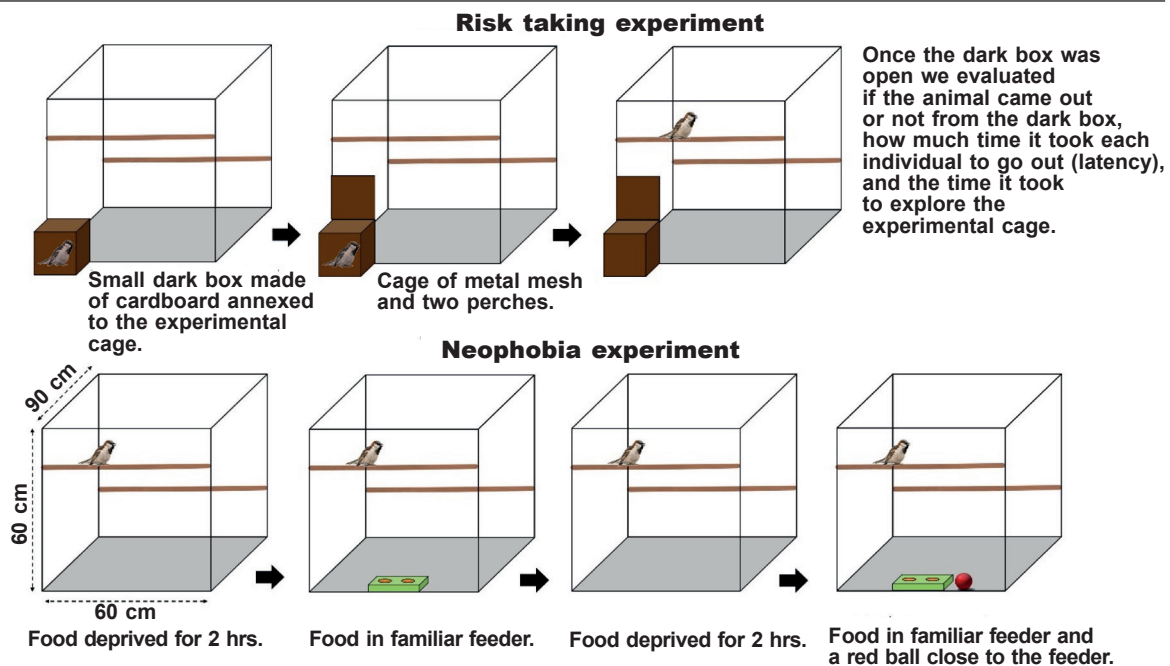 Risk taking experiment
Once the dark box was
open we evaluated
if the animal came out
or not from the dark box,
how much time it took each
individual to go out (latency),
and the time it took
to explore the
experimental cage.
Small dark box made
of cardboard annexed
to the experimental
cage.
Cage of metal mesh
and two perches.
Neophobia experiment
90 cm
60 cm
60 cm
Food deprived for 2 hrs.
Food in familiar feeder.
Food deprived for 2 hrs.
Food in familiar feeder and
a red ball close to the feeder.